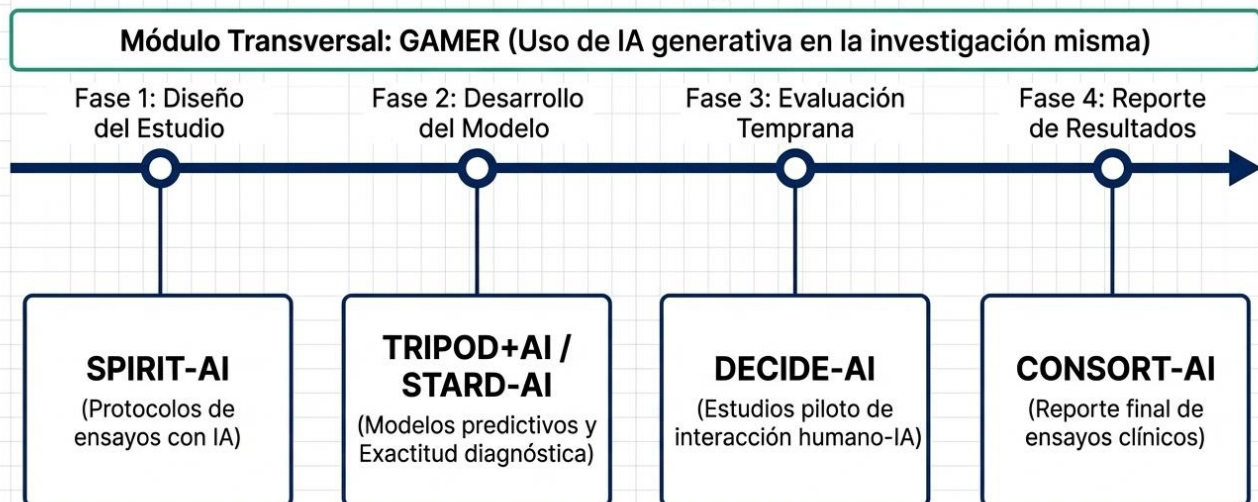 Módulo Transversal: GAMER (Uso de IA generativa en la investigación misma)
Fase 1: Diseño
del Estudio
Fase 2: Desarrollo
del Modelo
Fase 3: Evaluación
Temprana
Fase 4: Reporte
de Resultados
SPIRIT-AI
(Protocolos de
ensayos con IA)
TRIPOD+AI /
STARD-AI
(Modelos predictivos y
Exactitud diagnóstica)
DECIDE-AI
(Estudios piloto de
interacción humano-IA)
CONSORT-AI
(Reporte final de
ensayos clínicos)